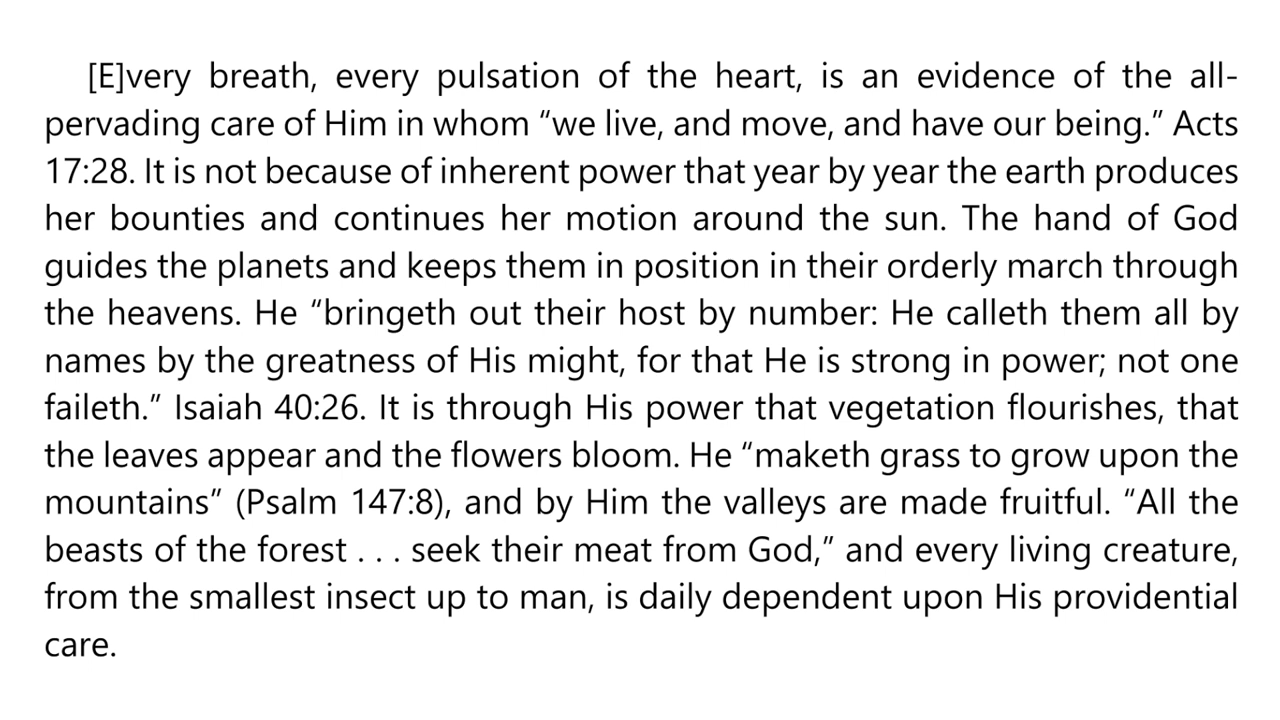 [E]very breath, every pulsation of the heart, is an evidence of the all-
pervading care of Him in whom “we live, and move, and have our being.” Acts
17:28. It is not because of inherent power that year by year the earth produces
her bounties and continues her motion around the sun. The hand of God
guides the planets and keeps them in position in their orderly march through
the heavens. He “bringeth out their host by number: He calleth them all by
names by the greatness of His might, for that He is strong in power; not one
faileth.” Isaiah 40:26. It is through His power that vegetation flourishes, that
the leaves appear and the flowers bloom. He “maketh grass to grow upon the
mountains” (Psalm 147:8), and by Him the valleys are made fruitful. “All the
beasts of the forest . . . seek their meat from God,” and every living creature,
from the smallest insect up to man, is daily dependent upon His providential
care.